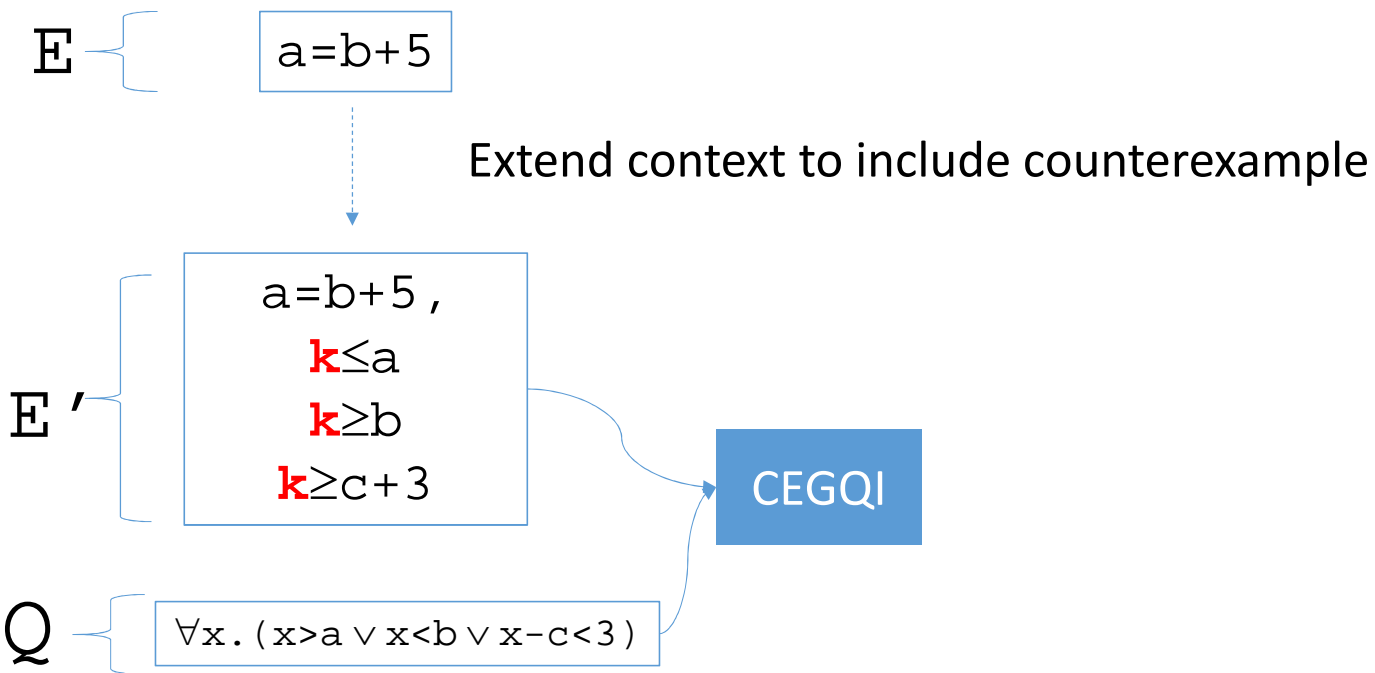 E
a=b+5
Extend context to include counterexample
E'
a=b+5,
k≤a
k≥b
k≥c+3
CEGQI
Q
∀x.(x>a∨x<b∨x-c<3)